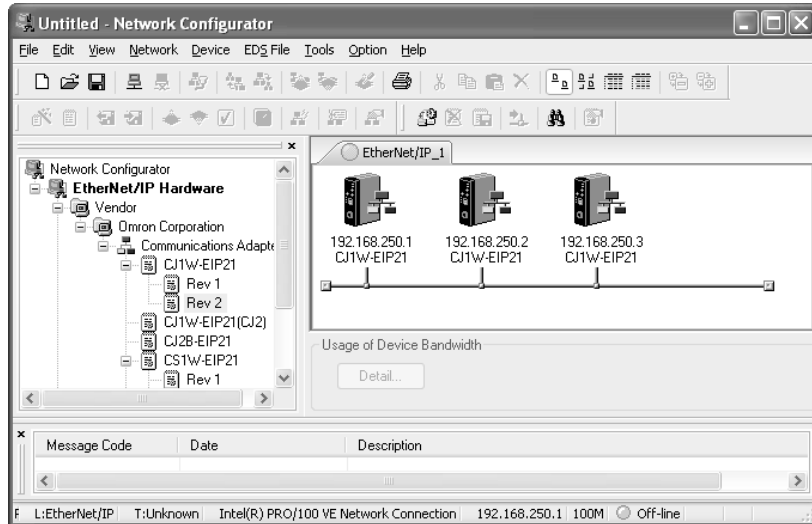 Untitled - Network Configurator
File Edit View Network Device EDS File Tools Option Help
Network Configurator
EtherNet/IP Hardware
Vendor
Omron Corporation
Communications Adapte
CJ1W-EIP21
Rev 1
Rev 2
CJ1W-EIP21(CJ2)
CJ2B-EIP21
CS1W-EIP21
Rev 1
EtherNet/IP_1
192.168.250.1 192.168.250.2 192.168.250.3
CJ1W-EIP21 CJ1W-EIP21 CJ1W-EIP21
Usage of Device Bandwidth
Detail...
Message Code Date Description
L:EtherNet/IP T:Unknown Intel(R) PRO/100 VE Network Connection 192.168.250.1 100M Off-line